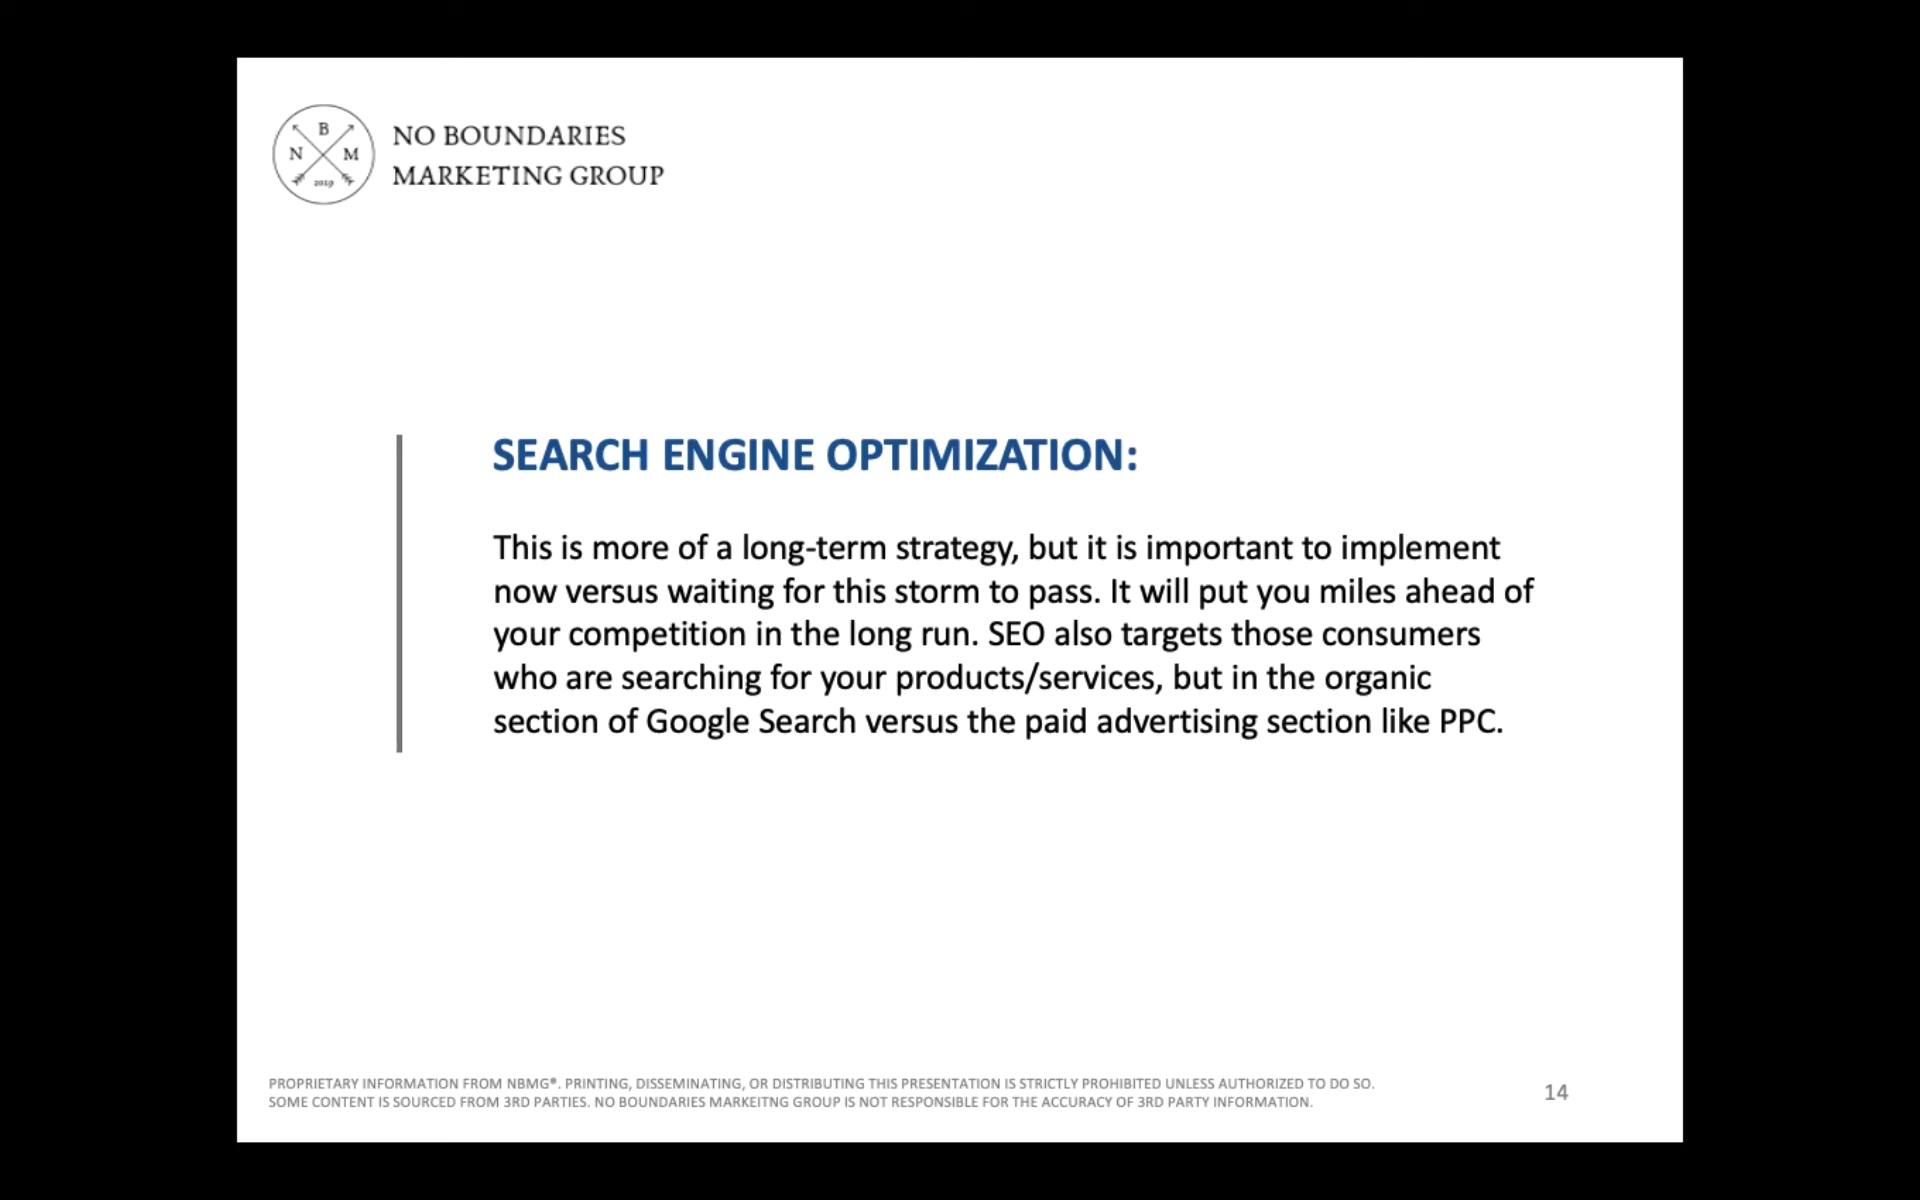 B
N M
2019
NO BOUNDARIES
MARKETING GROUP
SEARCH ENGINE OPTIMIZATION:
This is more of a long-term strategy, but it is important to implement
now versus waiting for this storm to pass. It will put you miles ahead of
your competition in the long run. SEO also targets those consumers
who are searching for your products/services, but in the organic
section of Google Search versus the paid advertising section like PPC.
PROPRIETARY INFORMATION FROM NBMG®. PRINTING, DISSEMINATING, OR DISTRIBUTING THIS PRESENTATION IS STRICTLY PROHIBITED UNLESS AUTHORIZED TO DO SO.
SOME CONTENT IS SOURCED FROM 3RD PARTIES. NO BOUNDARIES MARKEITNG GROUP IS NOT RESPONSIBLE FOR THE ACCURACY OF 3RD PARTY INFORMATION.
14